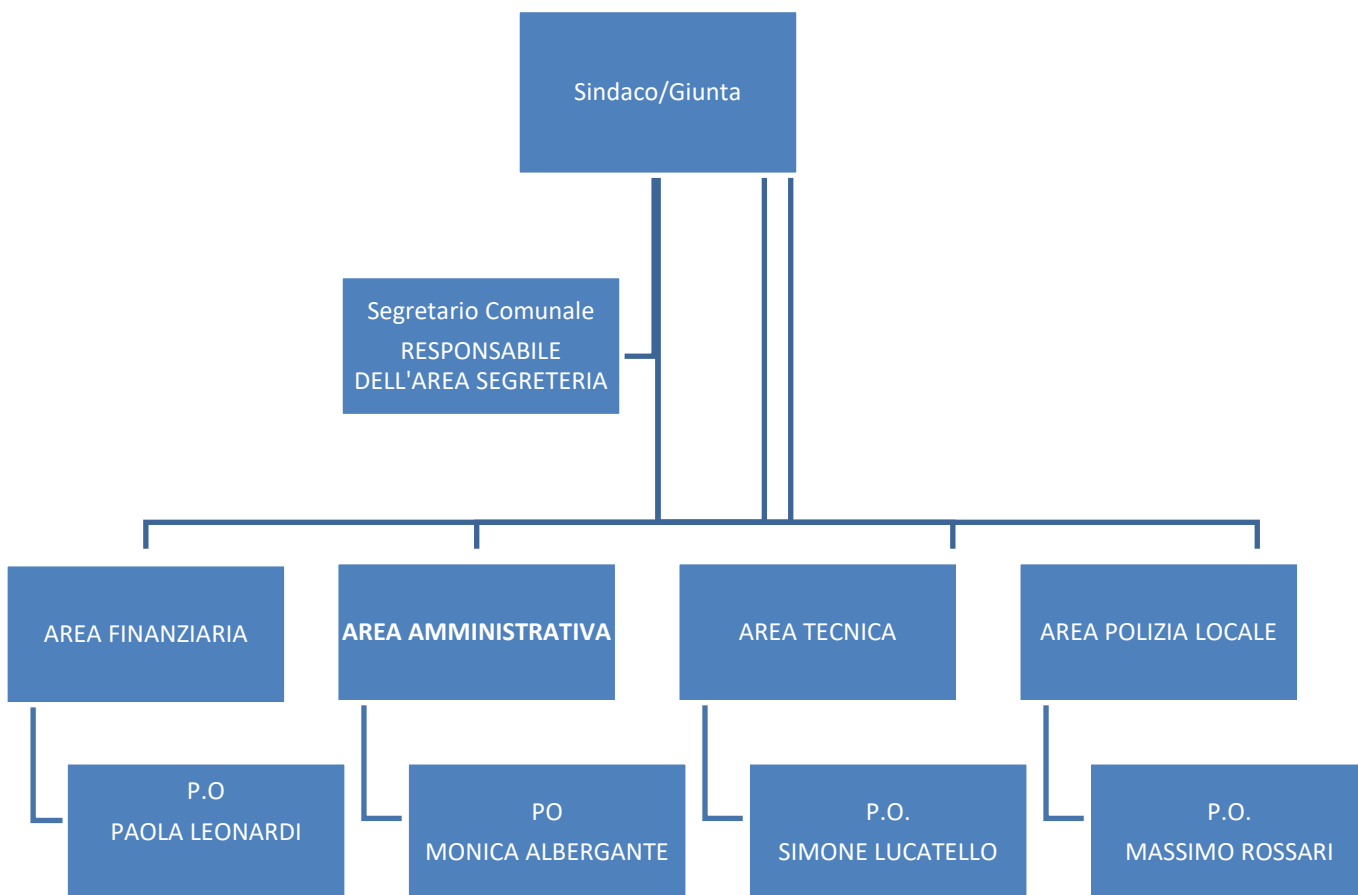 Sindaco/Giunta
Segretario Comunale
RESPONSABILE
DELL'AREA SEGRETERIA
AREA FINANZIARIA
AREA AMMINISTRATIVA
AREA TECNICA
AREA POLIZIA LOCALE
P.O
PAOLA LEONARDI
PO
MONICA ALBERGANTE
P.O.
SIMONE LUCATELLO
P.O.
MASSIMO ROSSARI